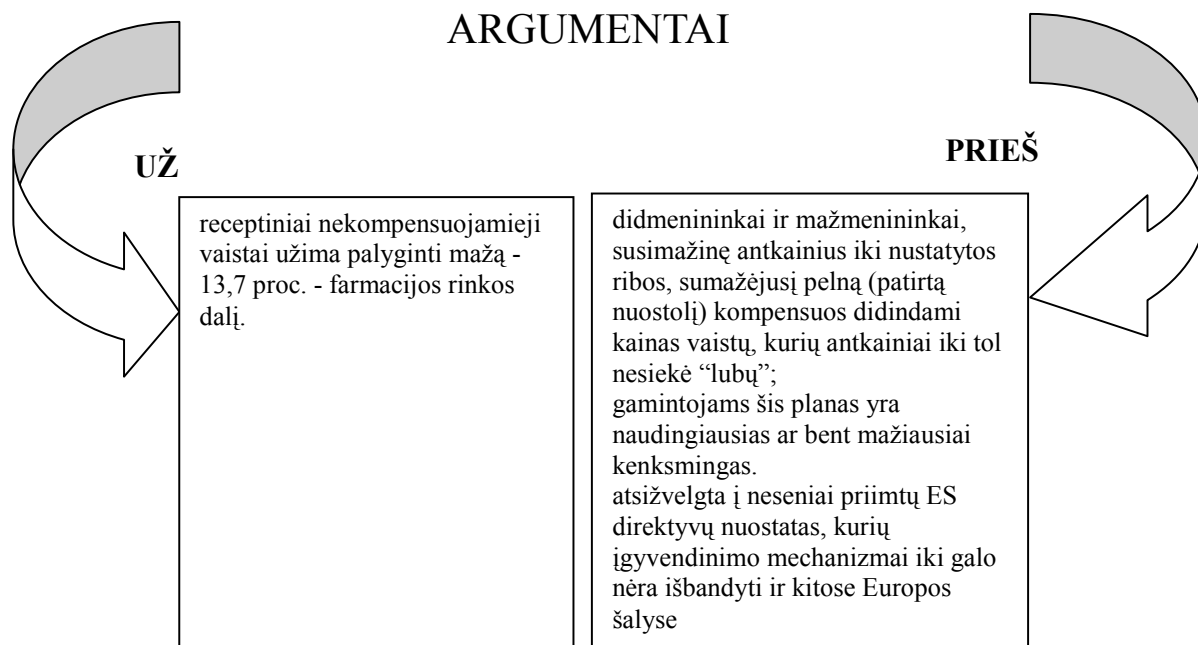 ARGUMENTAI
UŽ
receptiniai nekompensuojamieji
vaistai užima palyginti mažą -
13,7 proc. - farmacijos rinkos
dalį.
PRIEŠ
didmenininkai ir mažmenininkai,
susimažinę antkainius iki nustatytos
ribos, sumažėjusį pelną (patirtą
nuostolį) kompensuos didindami
kainas vaistų, kurių antkainiai iki tol
nesiekė “lubų”;
gamintojams šis planas yra
naudingiausias ar bent mažiausiai
kenksmingas.
atsižvelgta į neseniai priimtų ES
direktyvų nuostatas, kurių
įgyvendinimo mechanizmai iki galo
nėra išbandyti ir kitose Europos
šalyse